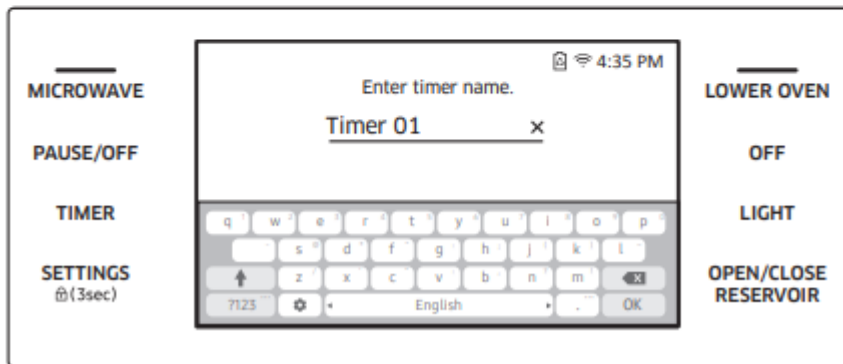 4:35 PM
MICROWAVE
Enter timer name.
LOWER OVEN
Timer 01 ×
PAUSE/OFF
OFF
TIMER
LIGHT
q w e r t y u i o p
s d f g h j k l
SETTINGS
(3sec)
z x c v b n m
OPEN/CLOSE
RESERVOIR
?123 English . OK